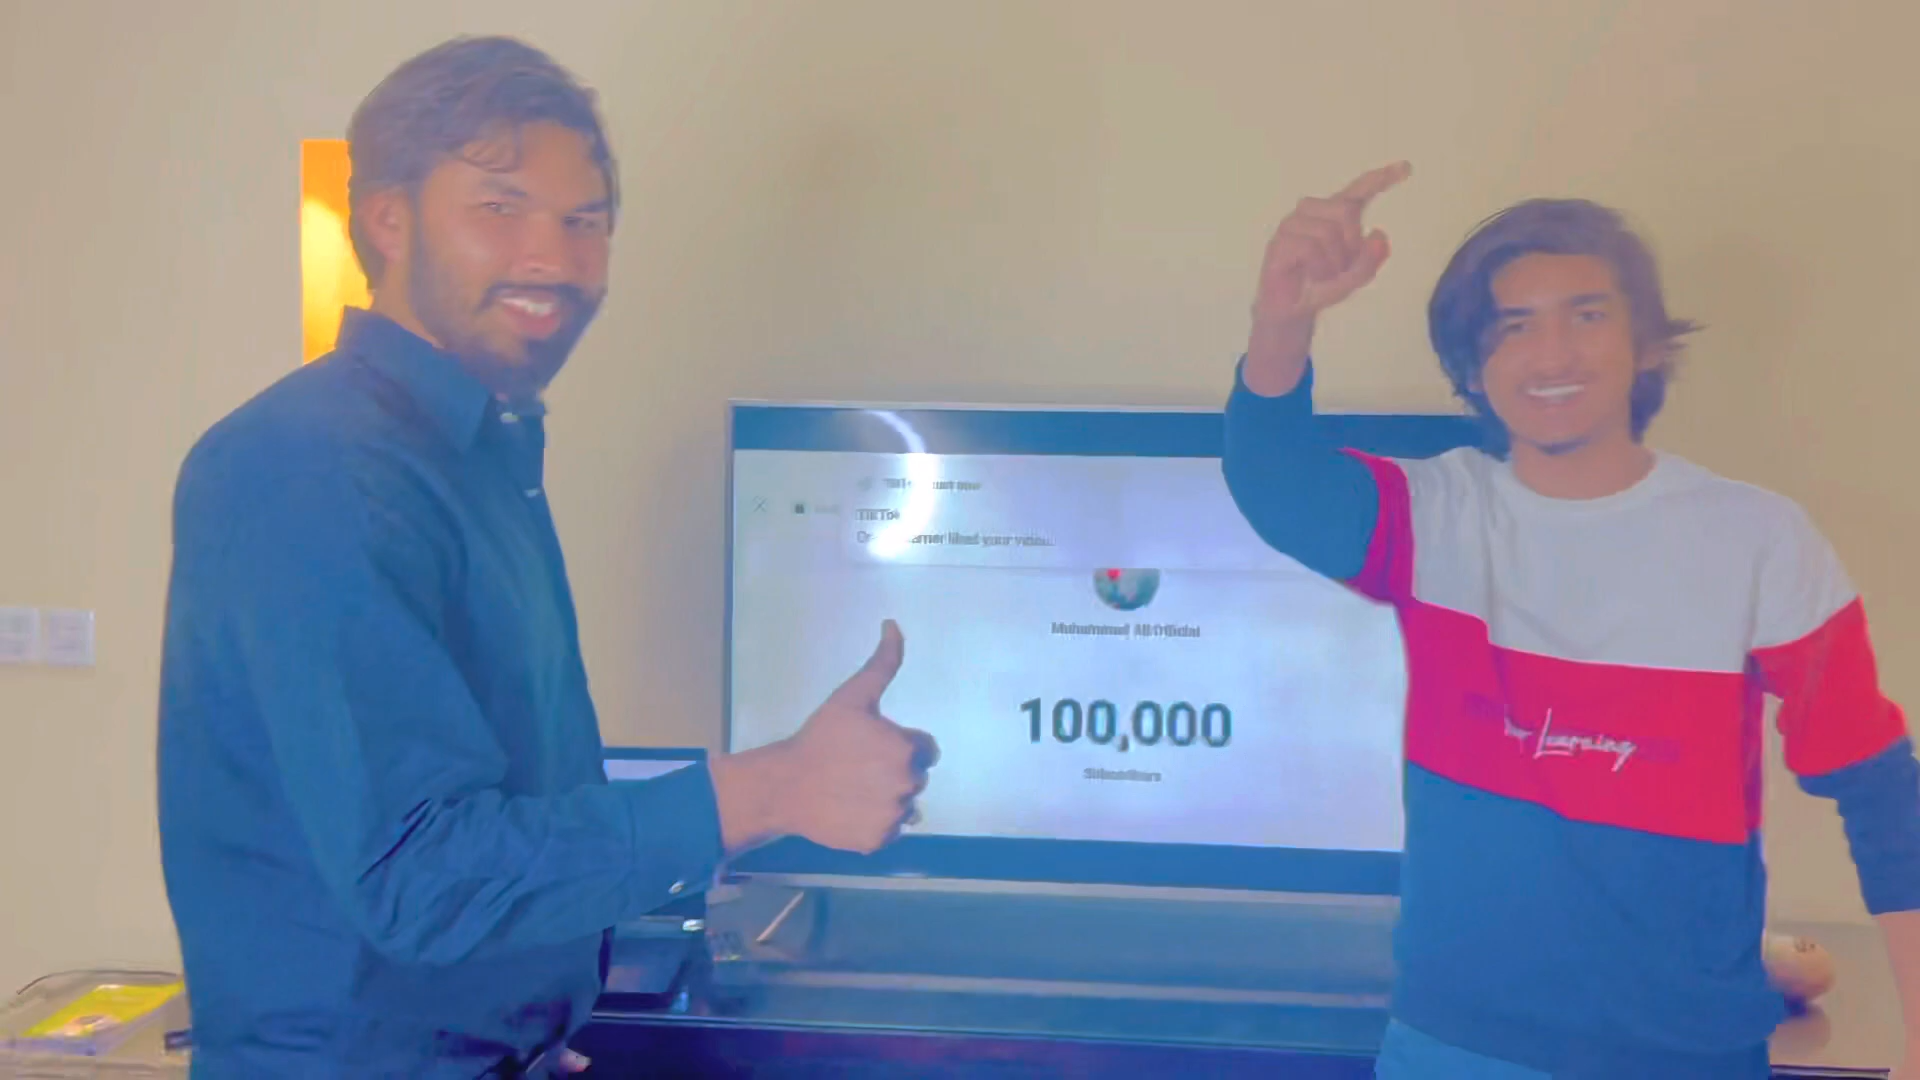 TikTok
liked your video.
Muhammad Ali Official
100,000
Subscribers
Learning